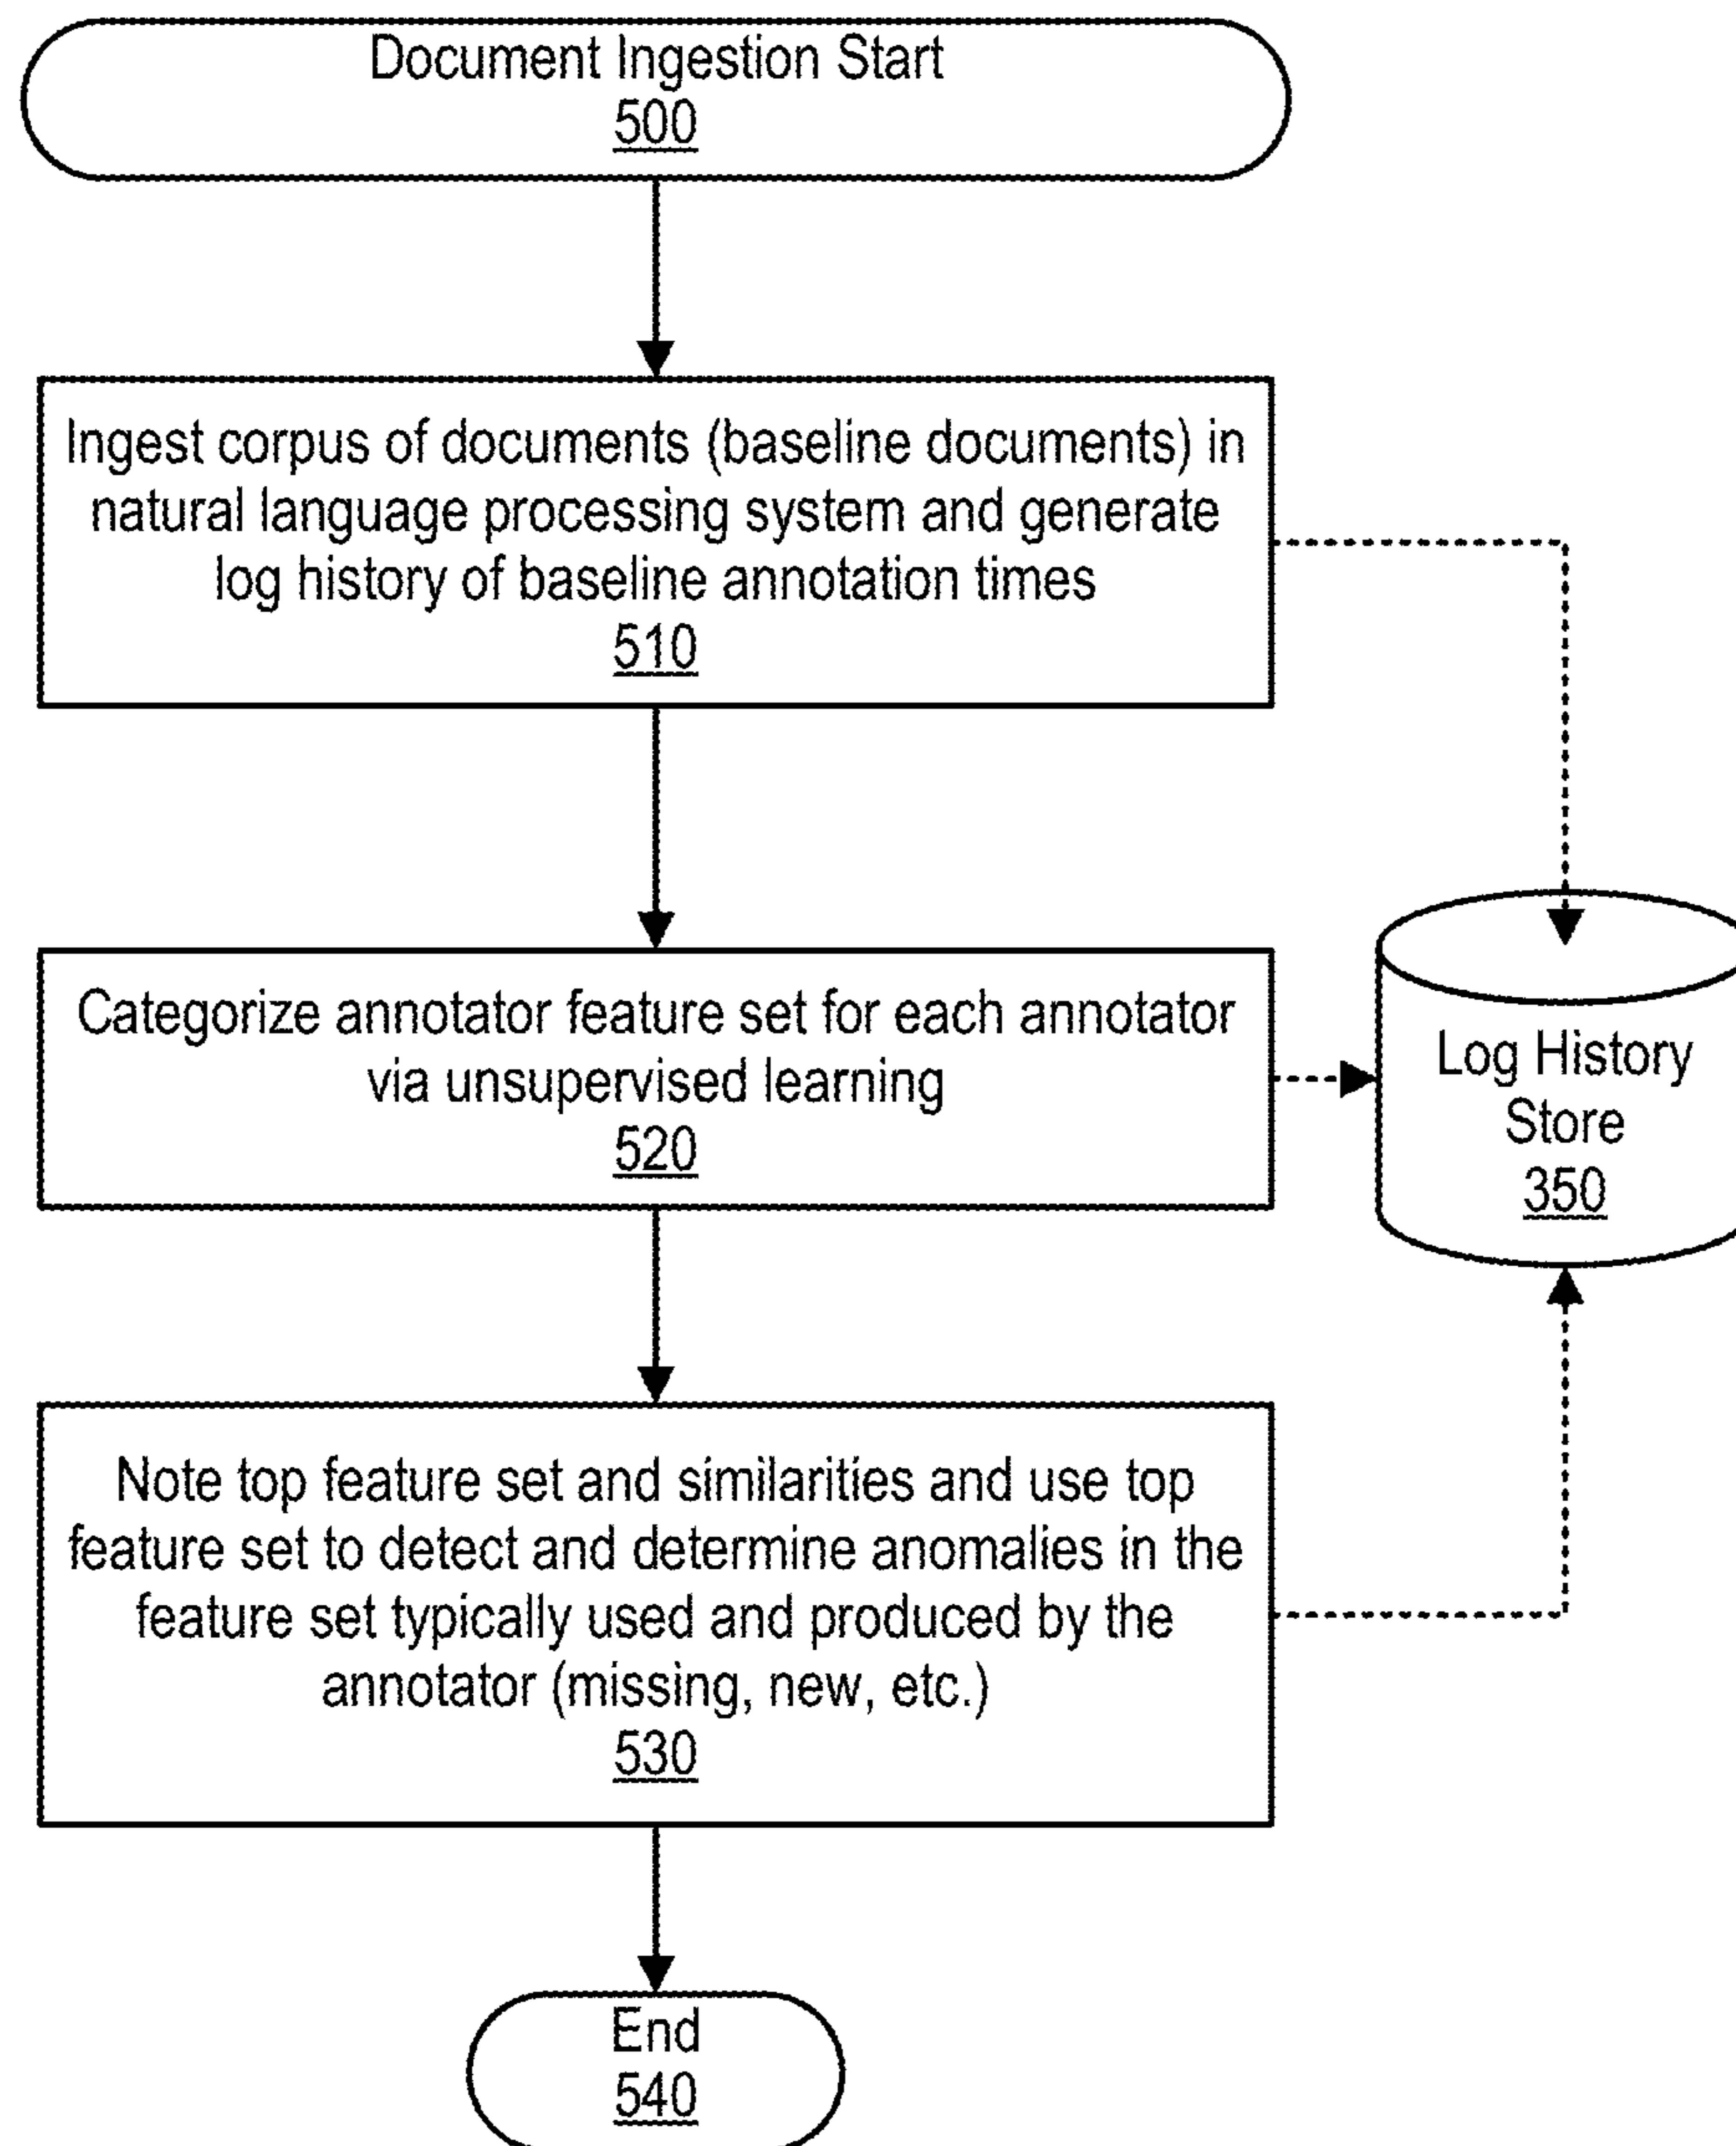 Document Ingestion Start
500
Ingest corpus of documents (baseline documents) in
natural language processing system and generate
log history of baseline annotation times
510
Categorize annotator feature set for each annotator
via unsupervised learning
520
Log History
Store
350
Note top feature set and similarities and use top
feature set to detect and determine anomalies in the
feature set typically used and produced by the
annotator (missing, new, etc.)
530
End
540